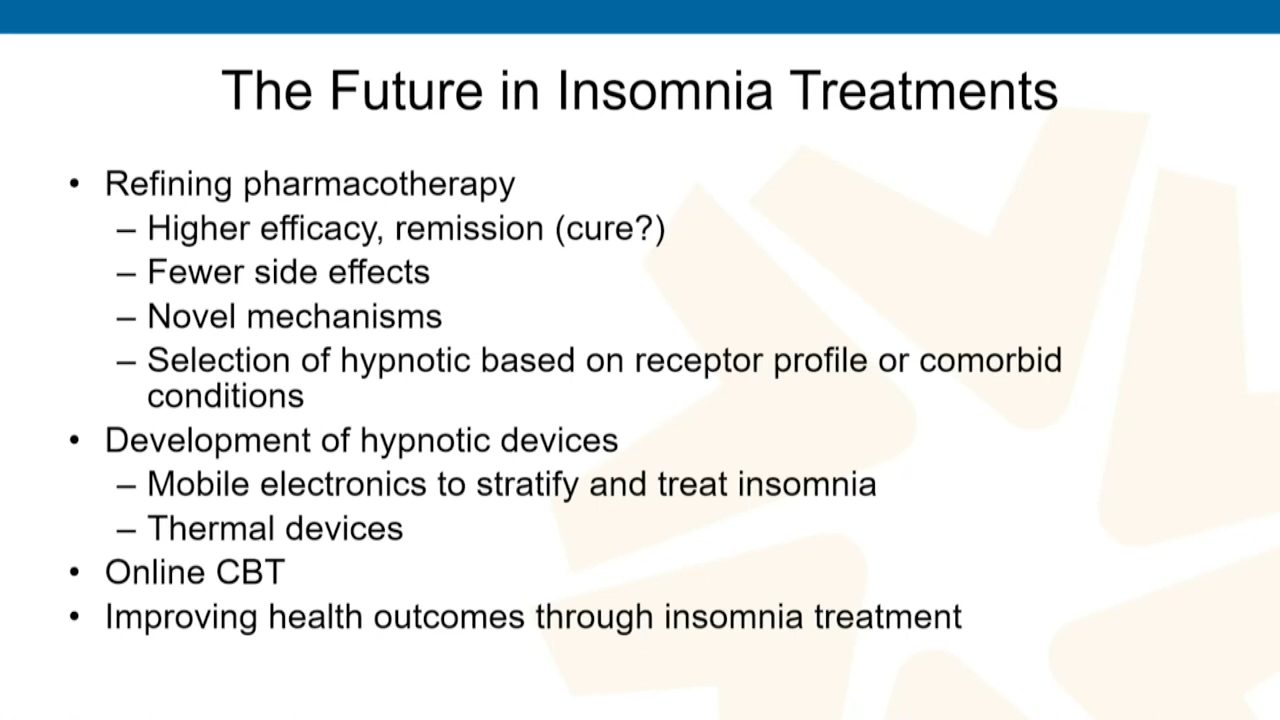 The Future in Insomnia Treatments
• Refining pharmacotherapy
– Higher efficacy, remission (cure?)
– Fewer side effects
– Novel mechanisms
– Selection of hypnotic based on receptor profile or comorbid
conditions
• Development of hypnotic devices
– Mobile electronics to stratify and treat insomnia
– Thermal devices
• Online CBT
• Improving health outcomes through insomnia treatment